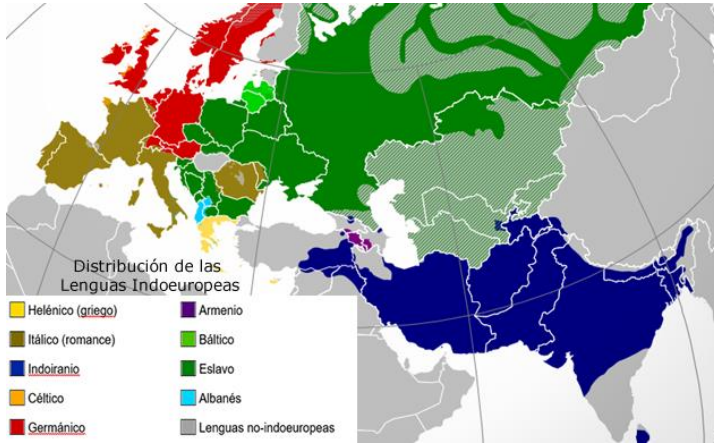 Distribución de las
Lenguas Indoeuropeas
Helénico (griego)
Itálico (romance)
Indoiranio
Céltico
Germánico
Armenio
Báltico
Eslavo
Albanés
Lenguas no-indoeuropeas